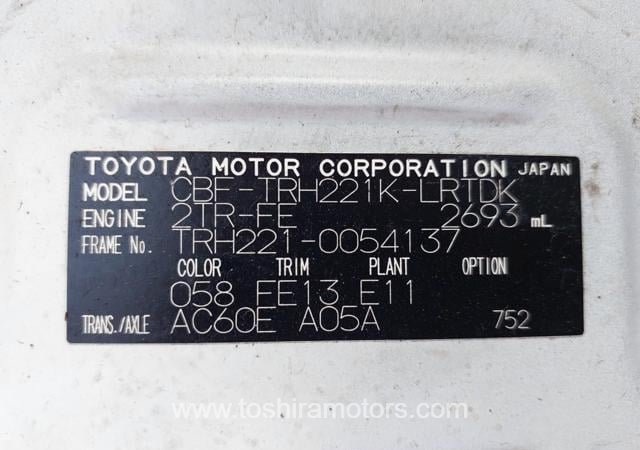 TOYOTA MOTOR CORPORATION JAPAN
MODEL CBF-TRH221K-LRTDK
ENGINE 2TR-FE 2693 mL
FRAME No. TRH221-0054137
COLOR TRIM PLANT OPTION
058 FE13 E11
TRANS./AXLE AC60E A05A 752
www.toshiramotors.com